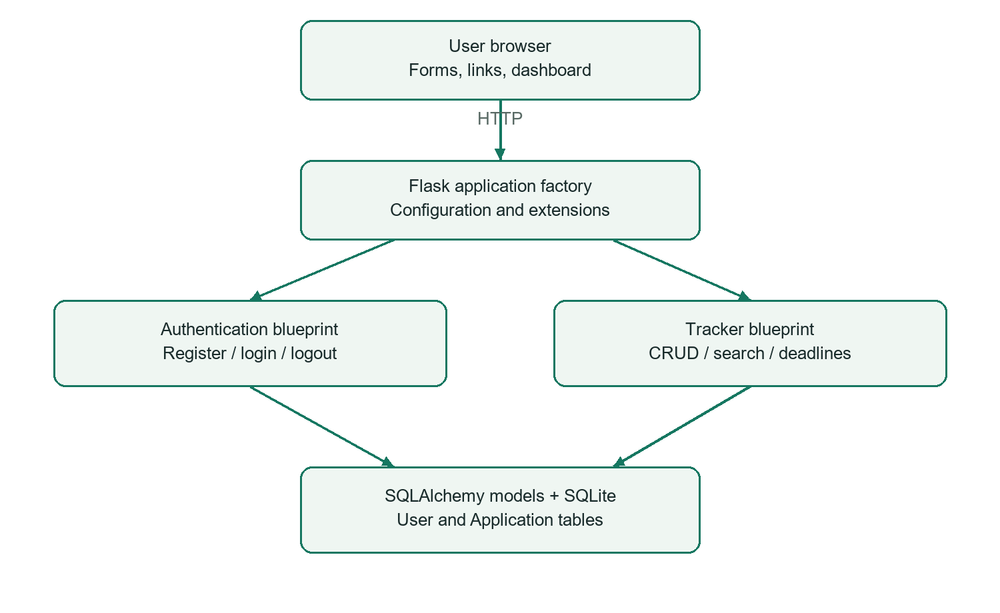 User browser
Forms, links, dashboard
HTTP
Flask application factory
Configuration and extensions
Authentication blueprint
Register / login / logout
Tracker blueprint
CRUD / search / deadlines
SQLAlchemy models + SQLite
User and Application tables